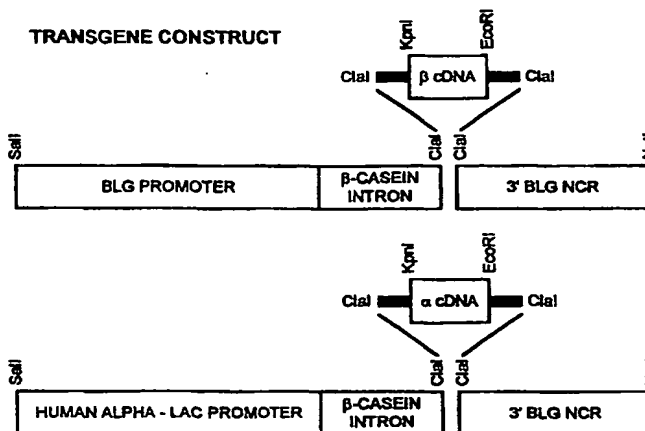 TRANSGENE CONSTRUCT
KpnI
EcoRI
ClaI
β cDNA
ClaI
SalI
ClaI
ClaI
BLG PROMOTER
β-CASEIN
INTRON
3' BLG NCR
KpnI
EcoRI
ClaI
α cDNA
ClaI
SalI
ClaI
ClaI
HUMAN ALPHA - LAC PROMOTER
β-CASEIN
INTRON
3' BLG NCR